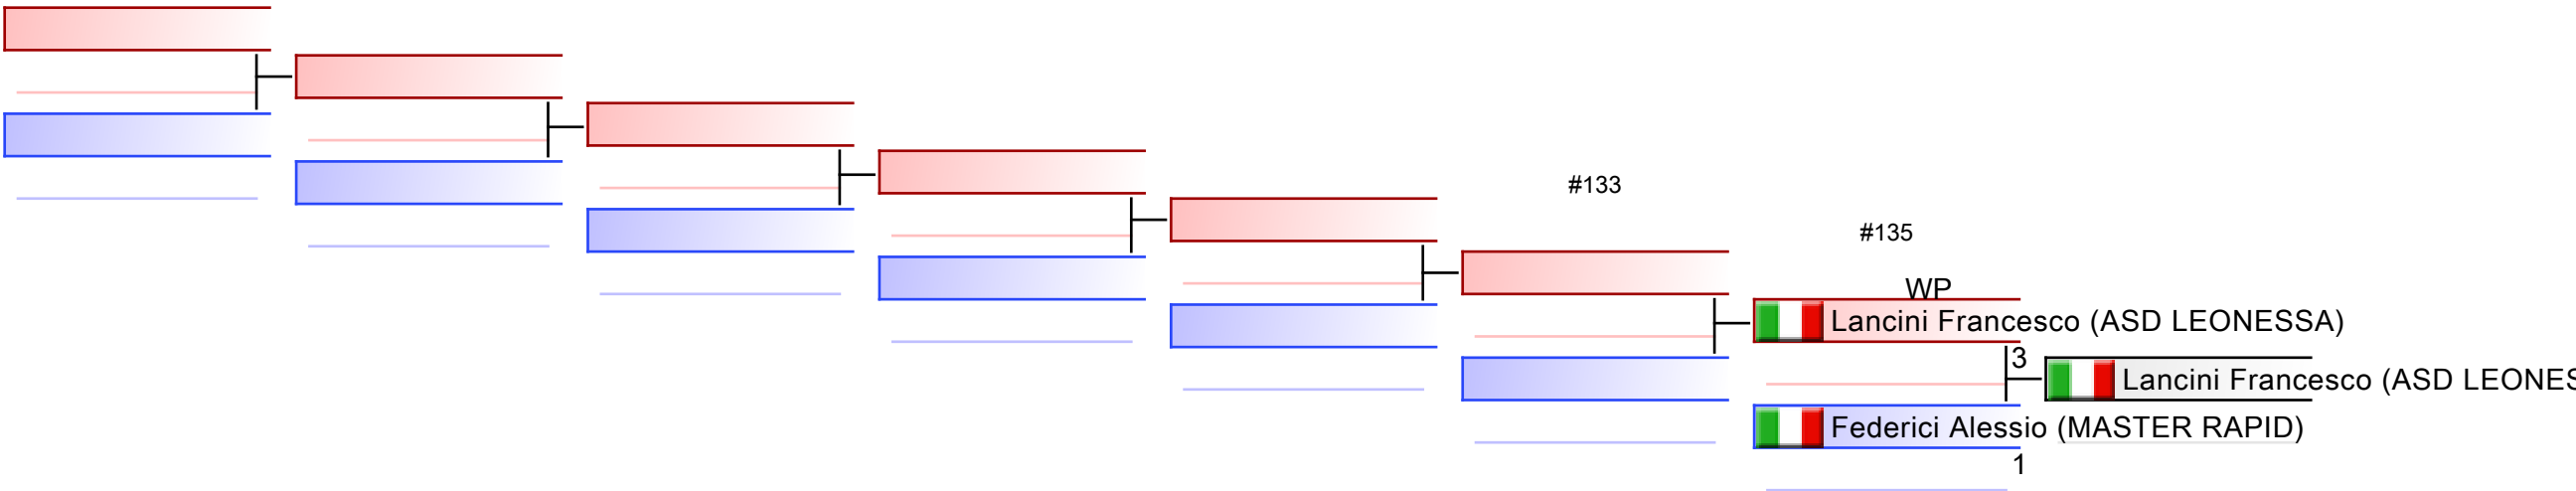 #133
#135
WP
Lancini Francesco (ASD LEONESSA)
3
Lancini Francesco (ASD LEONES
Federici Alessio (MASTER RAPID)
1